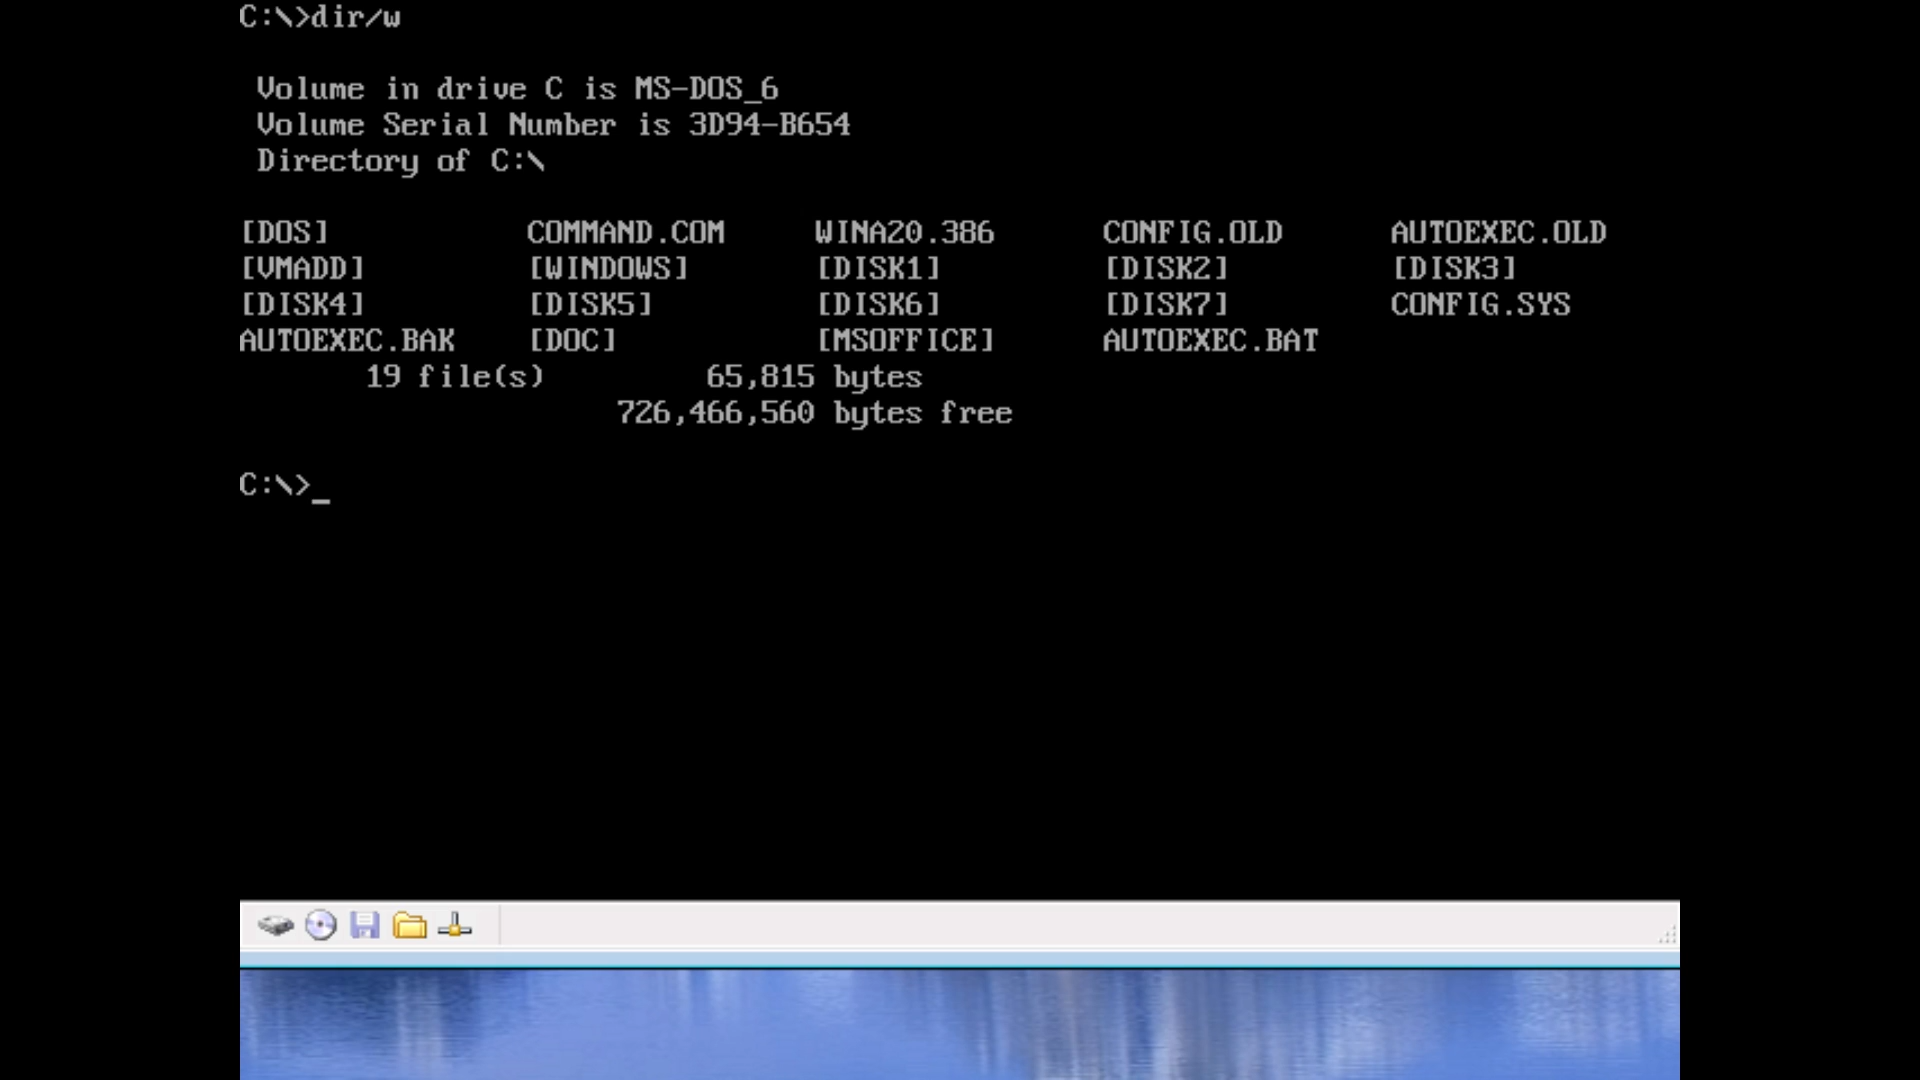 C:\>dir/w
Volume in drive C is MS-DOS_6
Volume Serial Number is 3D94-B654
Directory of C:\
[DOS] COMMAND.COM WINA20.386 CONFIG.OLD AUTOEXEC.OLD
[VMADD] [WINDOWS] [DISK1] [DISK2] [DISK3]
[DISK4] [DISK5] [DISK6] [DISK7] CONFIG.SYS
AUTOEXEC.BAK [DOC] [MSOFFICE] AUTOEXEC.BAT
19 file(s) 65,815 bytes
726,466,560 bytes free
C:\>_